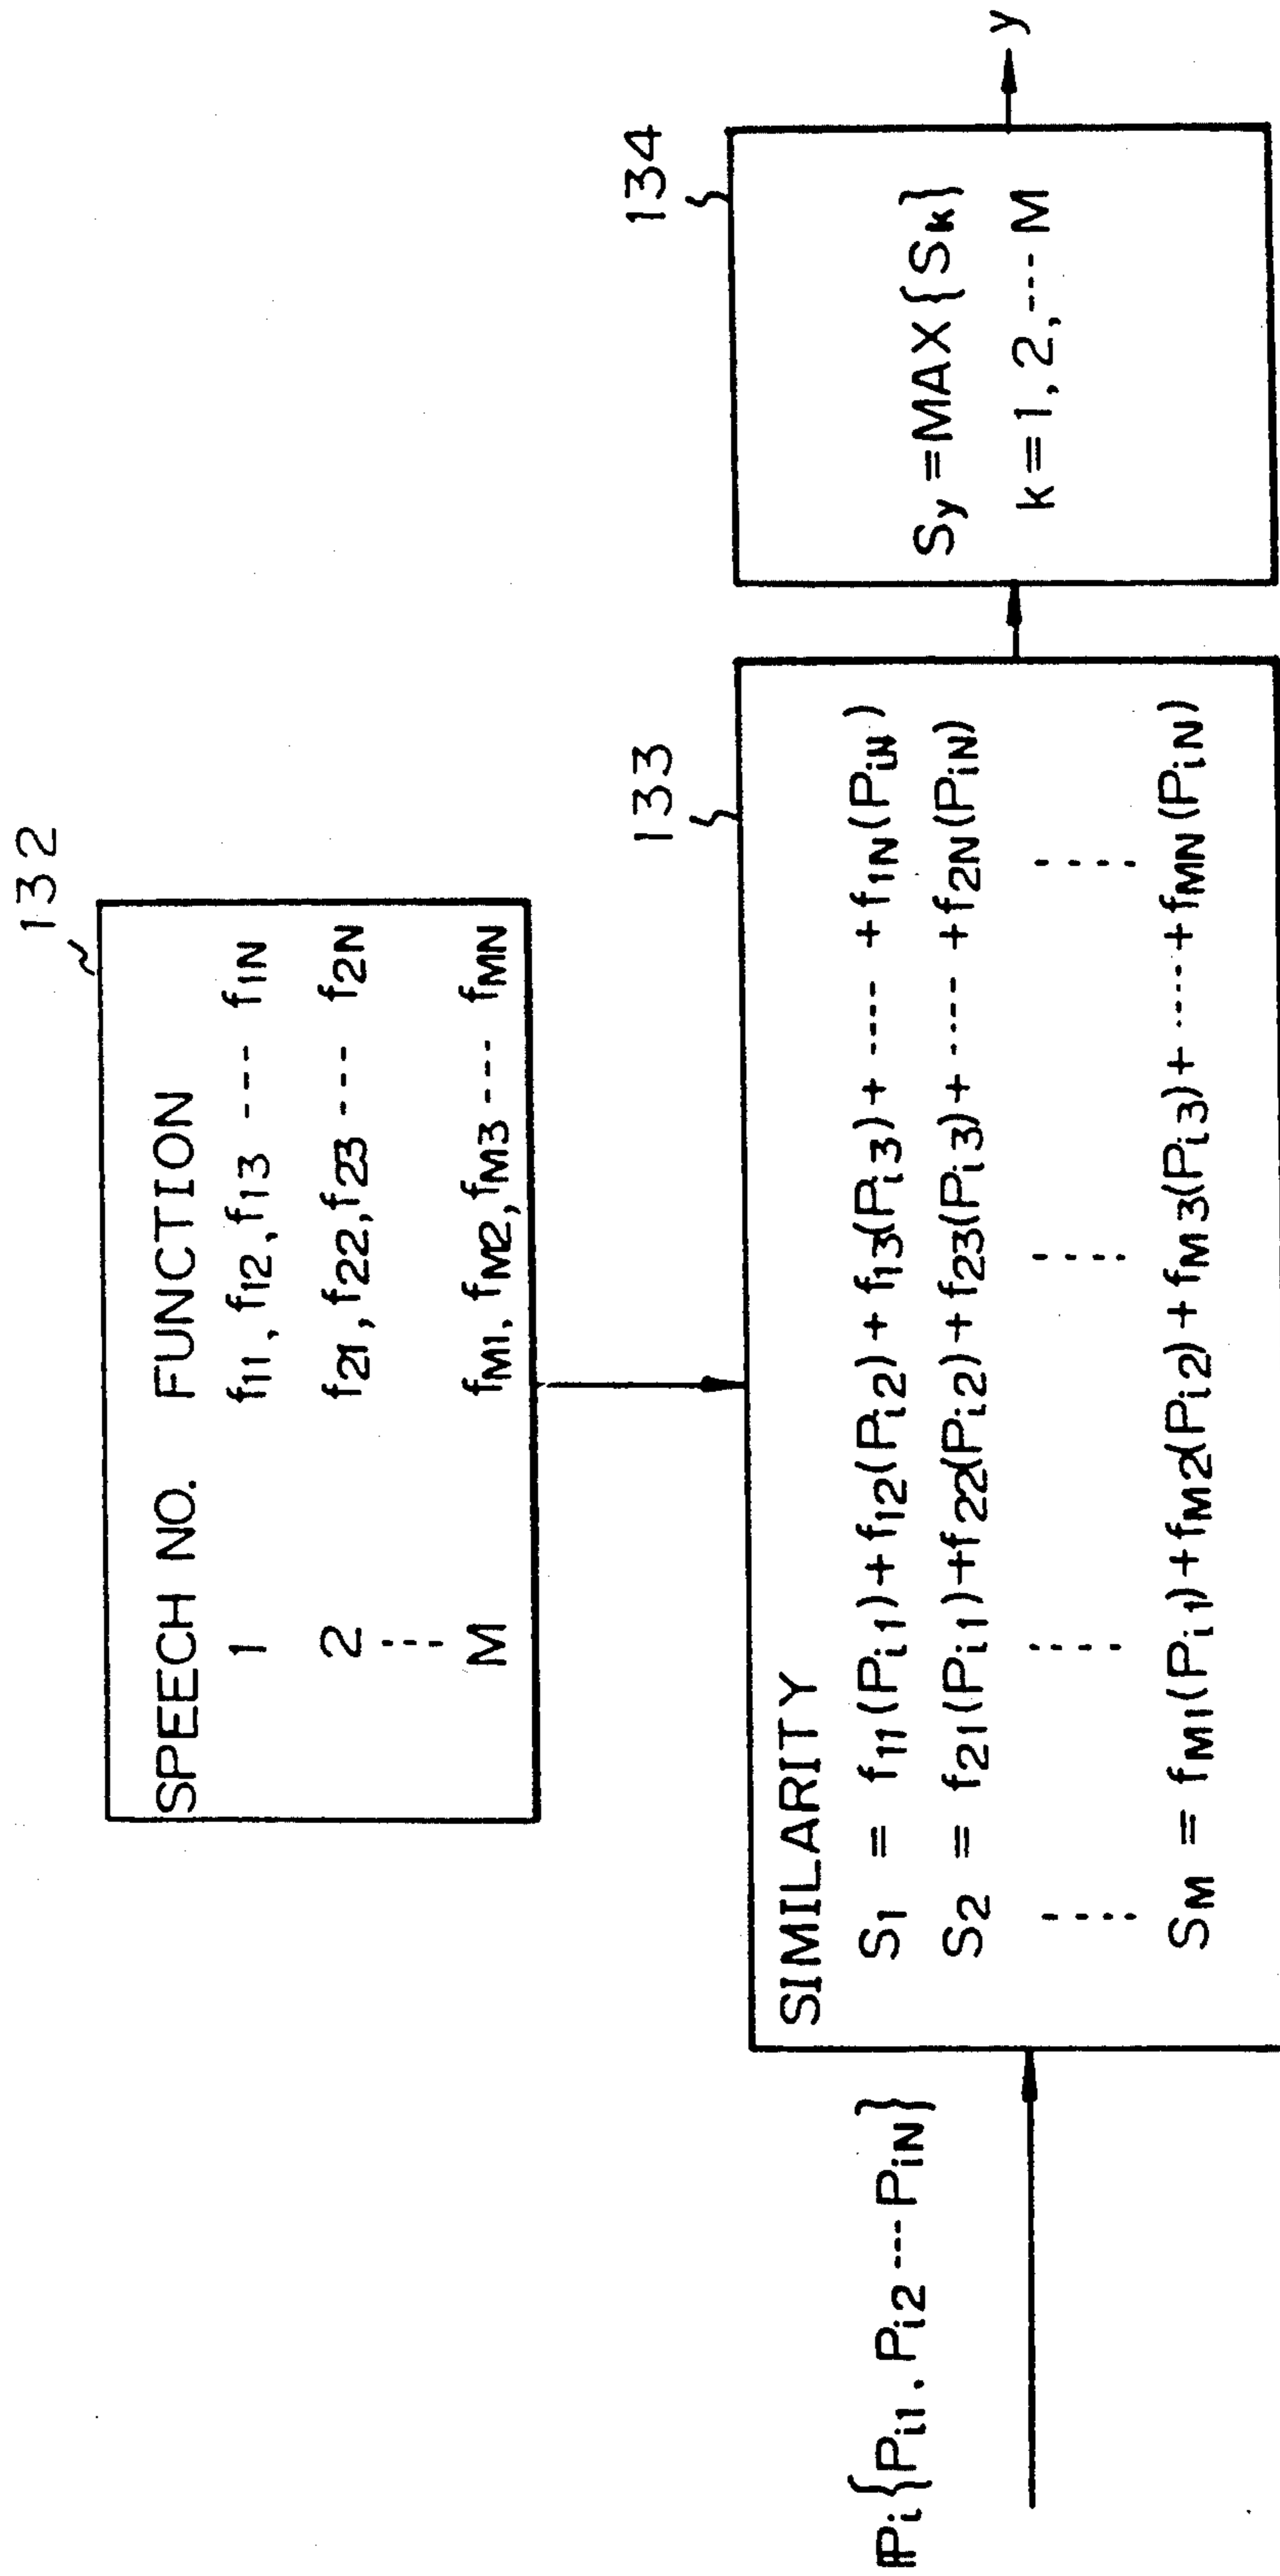 132
SPEECH NO. FUNCTION
1 f11, f12, f13 --- f1N
2 f21, f22, f23 --- f2N
⋮
M fM1. fM2, fM3 --- fMN
ℙi{Pi1. Pi2 --- PiN}
133
SIMILARITY
S1 = f11(Pi1)+f12(Pi2)+f13(Pi3)+ ---- +f1N(PiN)
S2 = f21(Pi1)+f22(Pi2)+f23(Pi3)+ ---- +f2N(PiN)
⋮ ⋮ ⋮ ⋮
SM = fM1(Pi1)+fM2(Pi2)+fM3(Pi3)+ ---- +fMN(PiN)
134
Sy=MAX{Sk}
k=1, 2, --- M
y